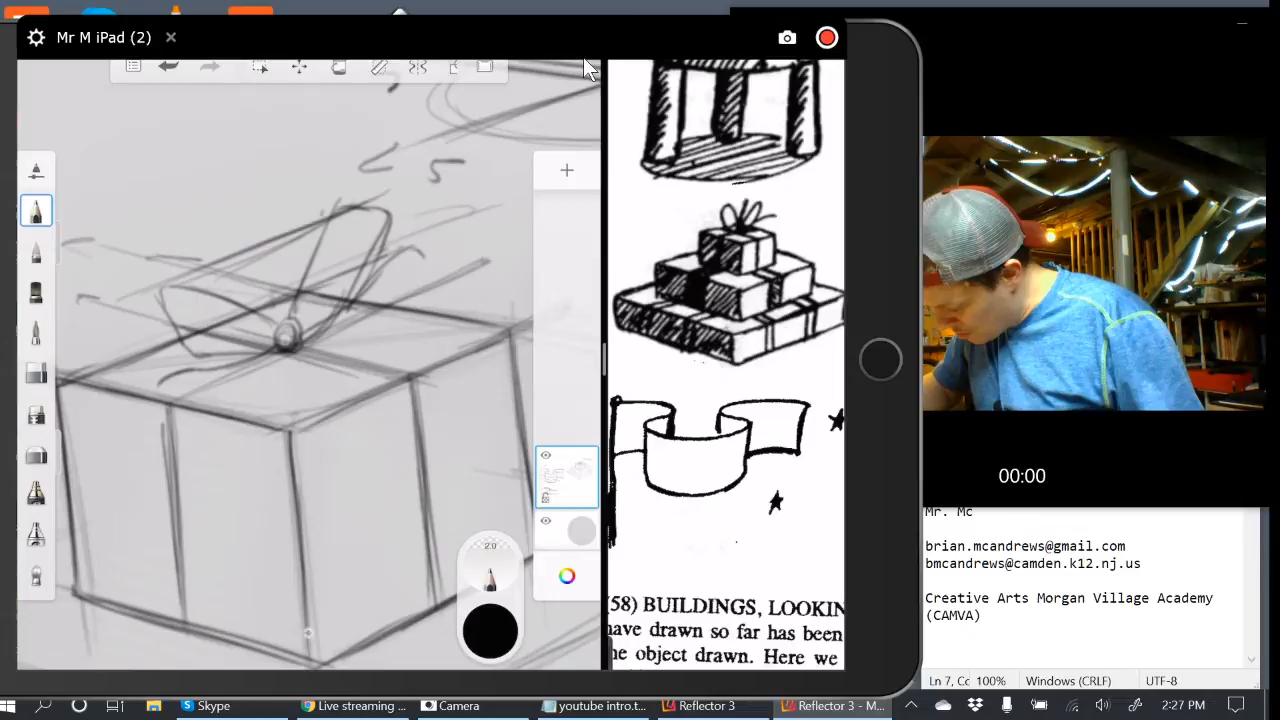 Mr M iPad (2)
5
2.0
(58) BUILDINGS, LOOKIN
have drawn so far has been
he object drawn. Here we
00:00
Mr. Mc
brian.mcandrews@gmail.com
bmcandrews@camden.k12.nj.us
Creative Arts Morgan Village Academy
(CAMVA)
Ln 7, Cc 100% Windows (CRLF) UTF-8
Skype Live streaming ... Camera youtube intro.t... Reflector 3 Reflector 3 - M... 2:27 PM